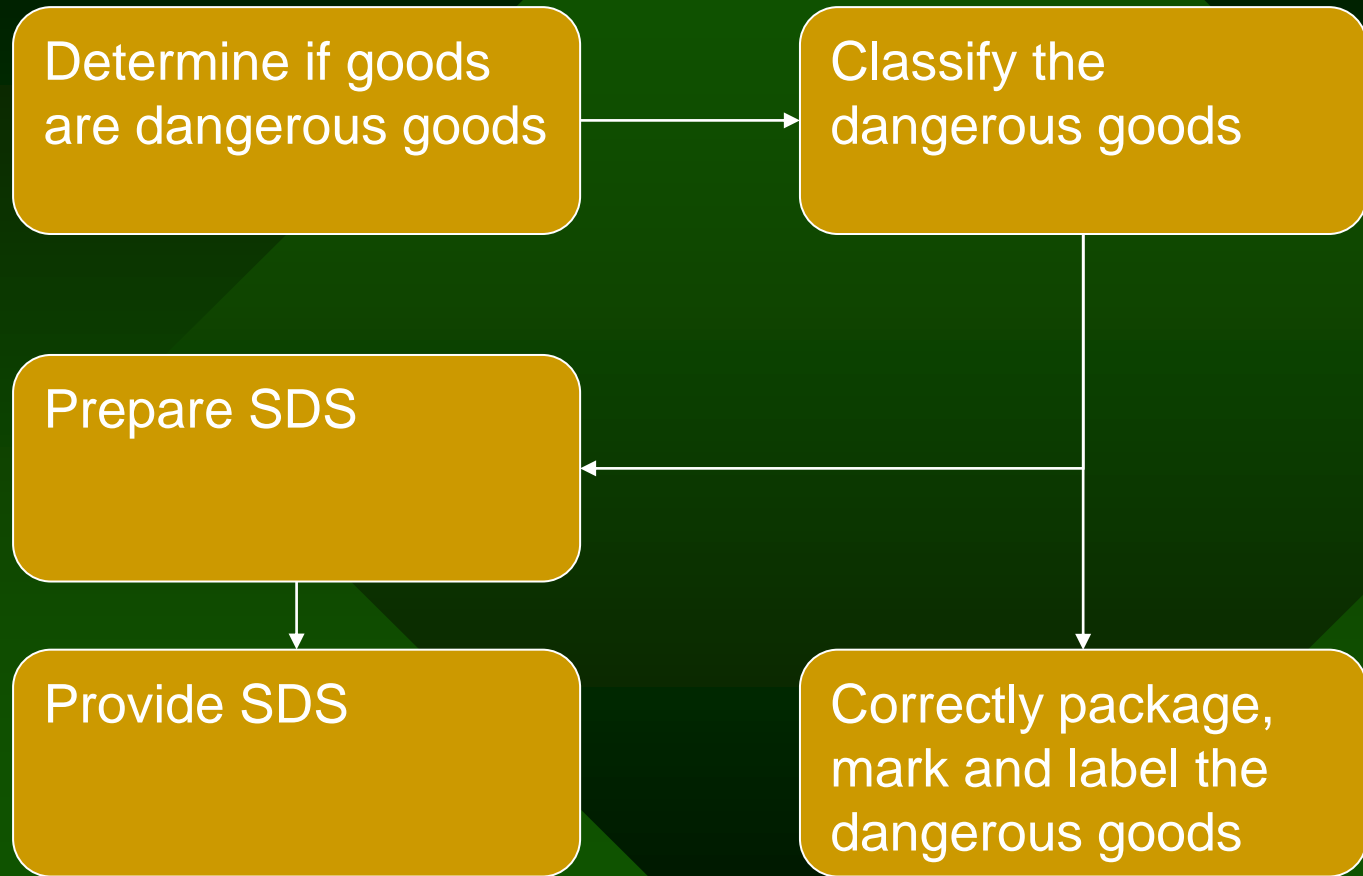 Determine if goods
are dangerous goods
Classify the
dangerous goods
Prepare SDS
Provide SDS
Correctly package,
mark and label the
dangerous goods